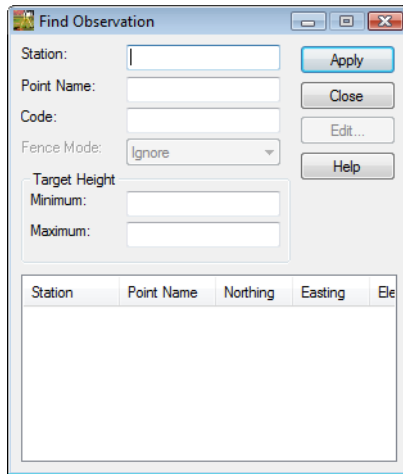 Find Observation
Station:
Apply
Point Name:
Close
Code:
Edit...
Fence Mode: Ignore
Help
Target Height
Minimum:
Maximum:
Station Point Name Northing Easting Ele